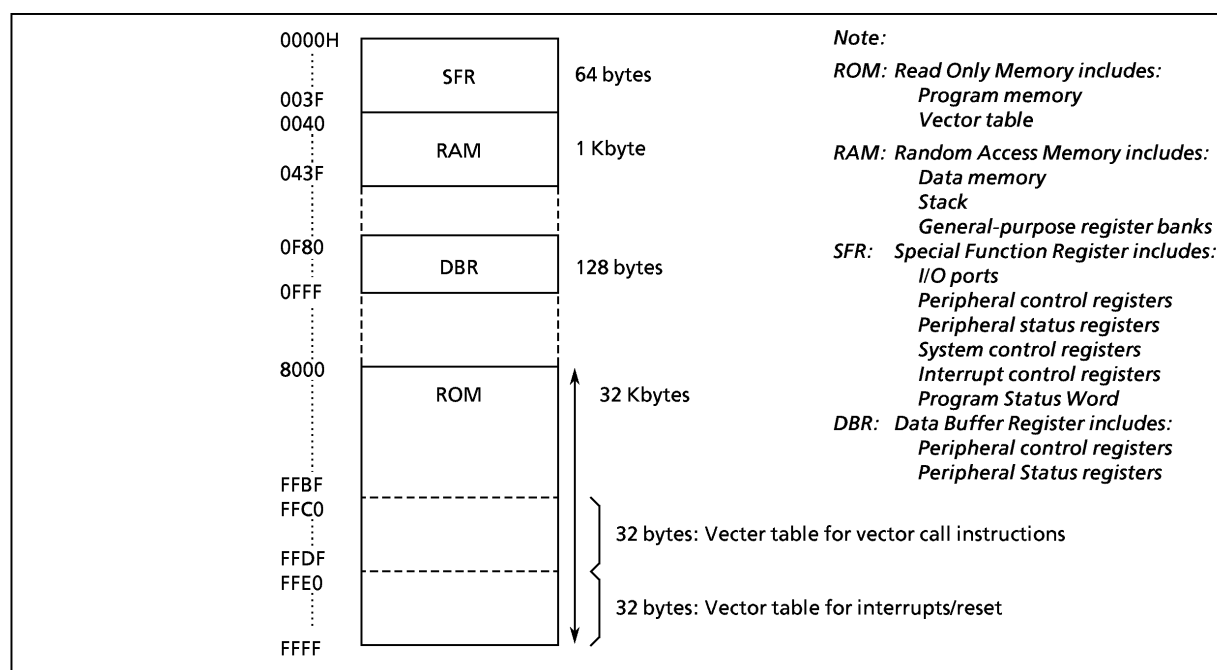 0000H
SFR
64 bytes
003F
0040
RAM
1 Kbyte
043F
0F80
DBR
128 bytes
0FFF
8000
ROM
32 Kbytes
FFBF
FFC0
32 bytes: Vecter table for vector call instructions
FFDF
FFE0
32 bytes: Vector table for interrupts/reset
FFFF
Note:
ROM: Read Only Memory includes:
Program memory
Vector table
RAM: Random Access Memory includes:
Data memory
Stack
General-purpose register banks
SFR: Special Function Register includes:
I/O ports
Peripheral control registers
Peripheral status registers
System control registers
Interrupt control registers
Program Status Word
DBR: Data Buffer Register includes:
Peripheral control registers
Peripheral Status registers